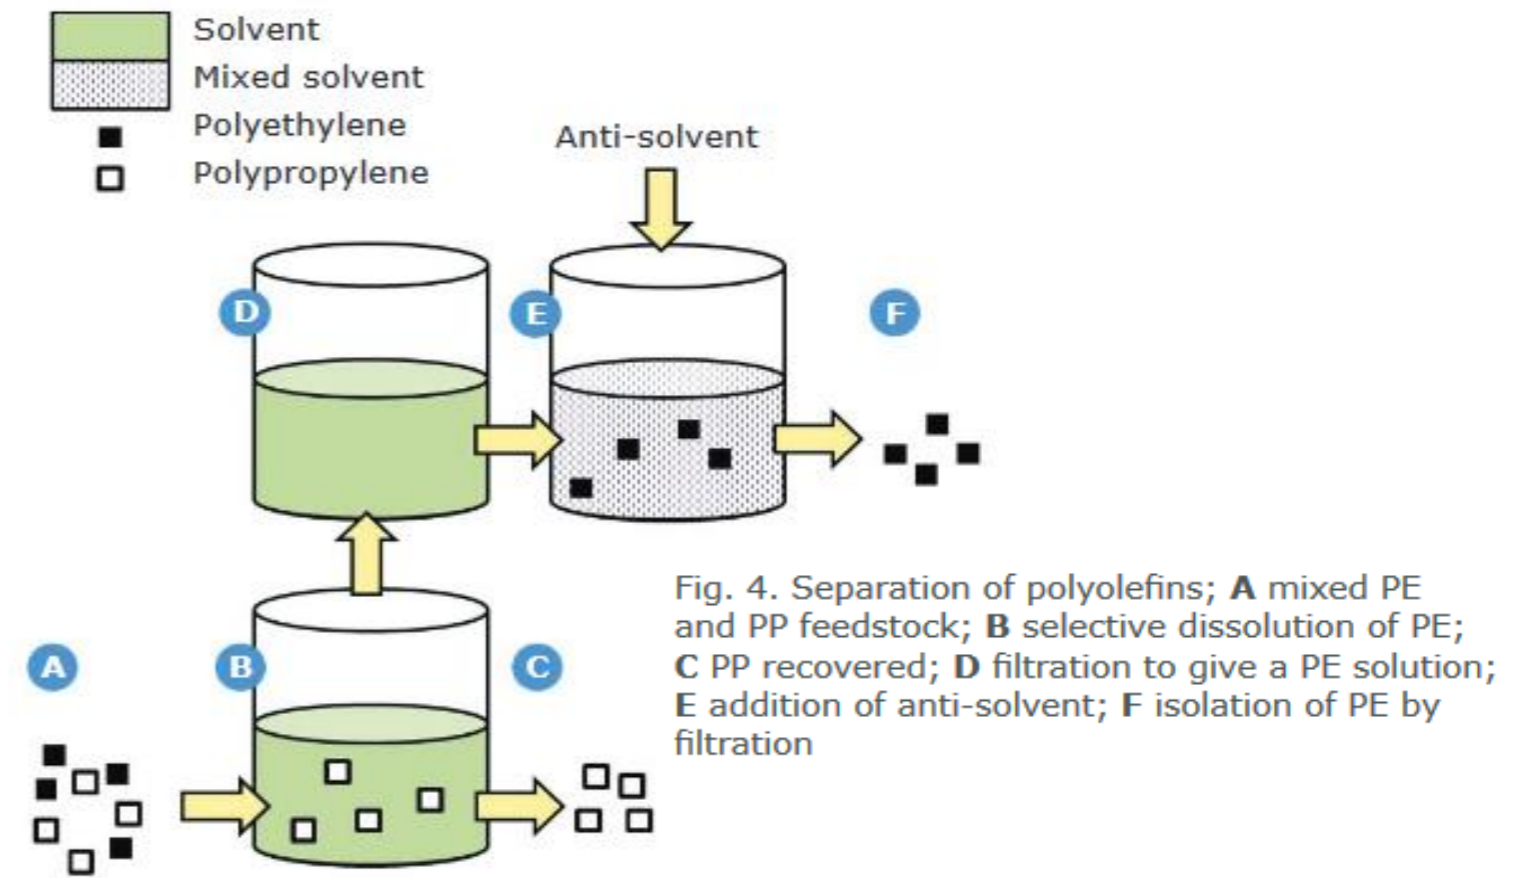 Solvent
Mixed solvent
Polyethylene
Polypropylene
Anti-solvent
D
E
F
A
B
C
Fig. 4. Separation of polyolefins; A mixed PE
and PP feedstock; B selective dissolution of PE;
C PP recovered; D filtration to give a PE solution;
E addition of anti-solvent; F isolation of PE by
filtration